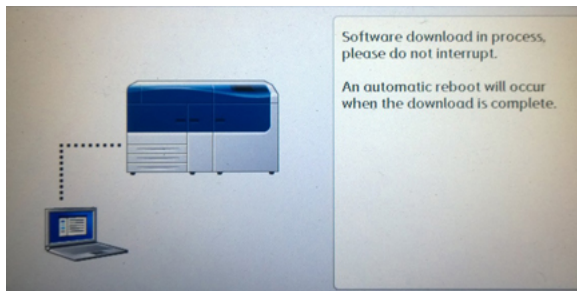 Software download in process,
please do not interrupt.
An automatic reboot will occur
when the download is complete.